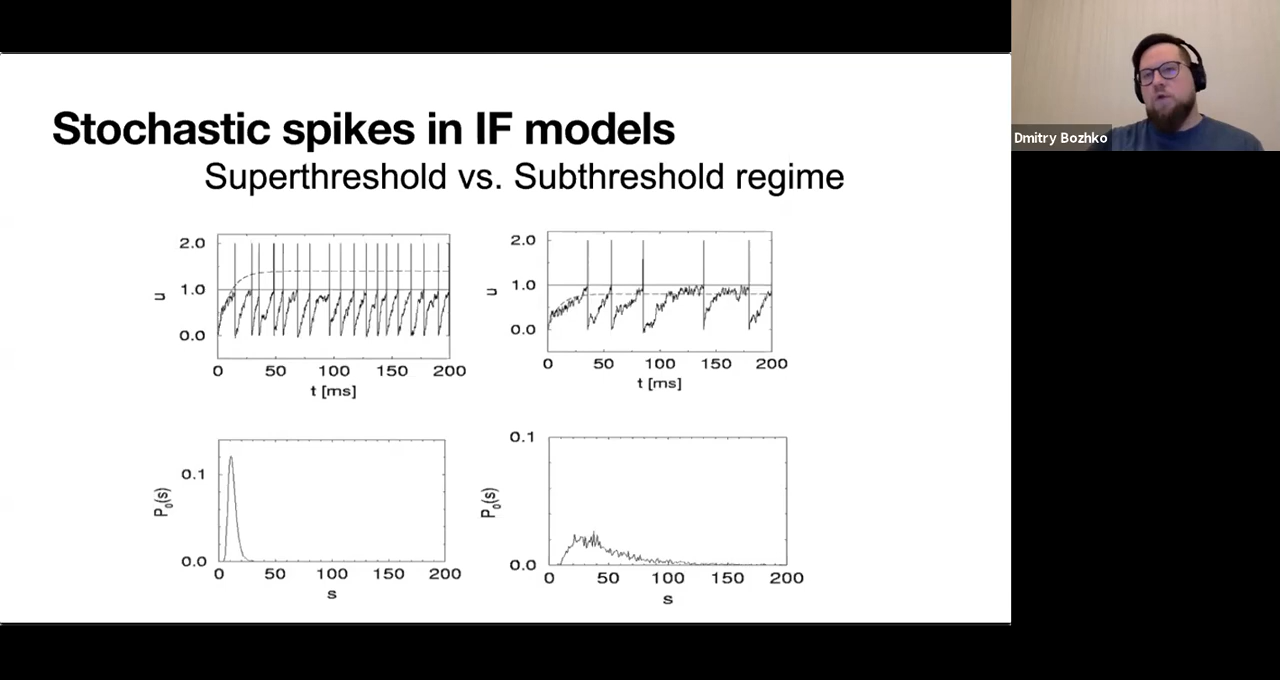 Stochastic spikes in IF models
Superthreshold vs. Subthreshold regime
Dmitry Bozhko
2.0
1.0
0.0
u
0 50 100 150 200
t [ms]
2.0
1.0
0.0
u
0 50 100 150 200
t [ms]
0.1
0.0
P0(s)
0 50 100 150 200
s
0.1
0.0
P0(s)
0 50 100 150 200
s